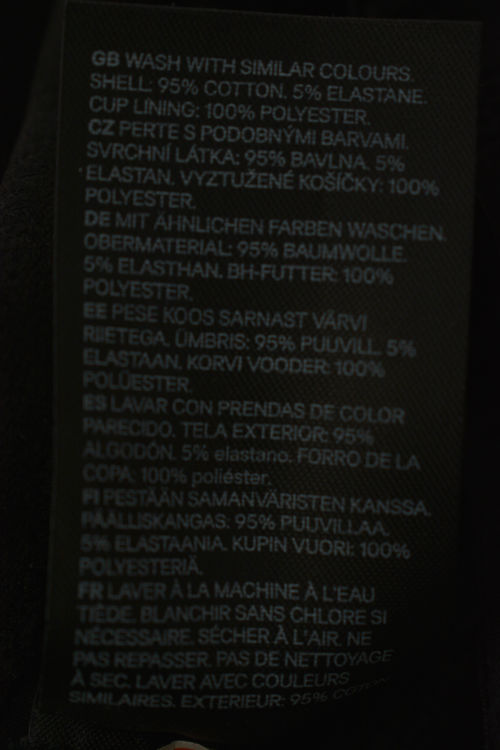 GB WASH WITH SIMILAR COLOURS.
SHELL: 95% COTTON. 5% ELASTANE.
CUP LINING: 100% POLYESTER.
CZ PERTE S PODOBNÝMI BARVAMI.
SVRCHNÍ LÁTKA: 95% BAVLNA. 5%
ELASTAN. VYZTUŽENÉ KOŠÍČKY: 100%
POLYESTER.
DE MIT ÄHNLICHEN FARBEN WASCHEN.
OBERMATERIAL: 95% BAUMWOLLE.
5% ELASTHAN. BH-FUTTER: 100%
POLYESTER.
EE PESE KOOS SARNAST VÄRVI
RIIETEGA. ÜMBRIS: 95% PUUVILL. 5%
ELASTAAN. KORVI VOODER: 100%
POLÜESTER.
ES LAVAR CON PRENDAS DE COLOR
PARECIDO. TELA EXTERIOR: 95%
ALGODÓN. 5% elastano. FORRO DE LA
COPA: 100% poliéster.
FI PESTÄÄN SAMANVÄRISTEN KANSSA.
PÄÄLLISKANGAS: 95% PUUVILLAA.
5% ELASTAANIA. KUPIN VUORI: 100%
POLYESTERIÄ.
FR LAVER À LA MACHINE À L'EAU
TIÈDE. BLANCHIR SANS CHLORE SI
NÉCESSAIRE. SÉCHER À L'AIR. NE
PAS REPASSER. PAS DE NETTOYAGE
À SEC. LAVER AVEC COULEURS
SIMILAIRES. EXTERIEUR: 95% COTON.